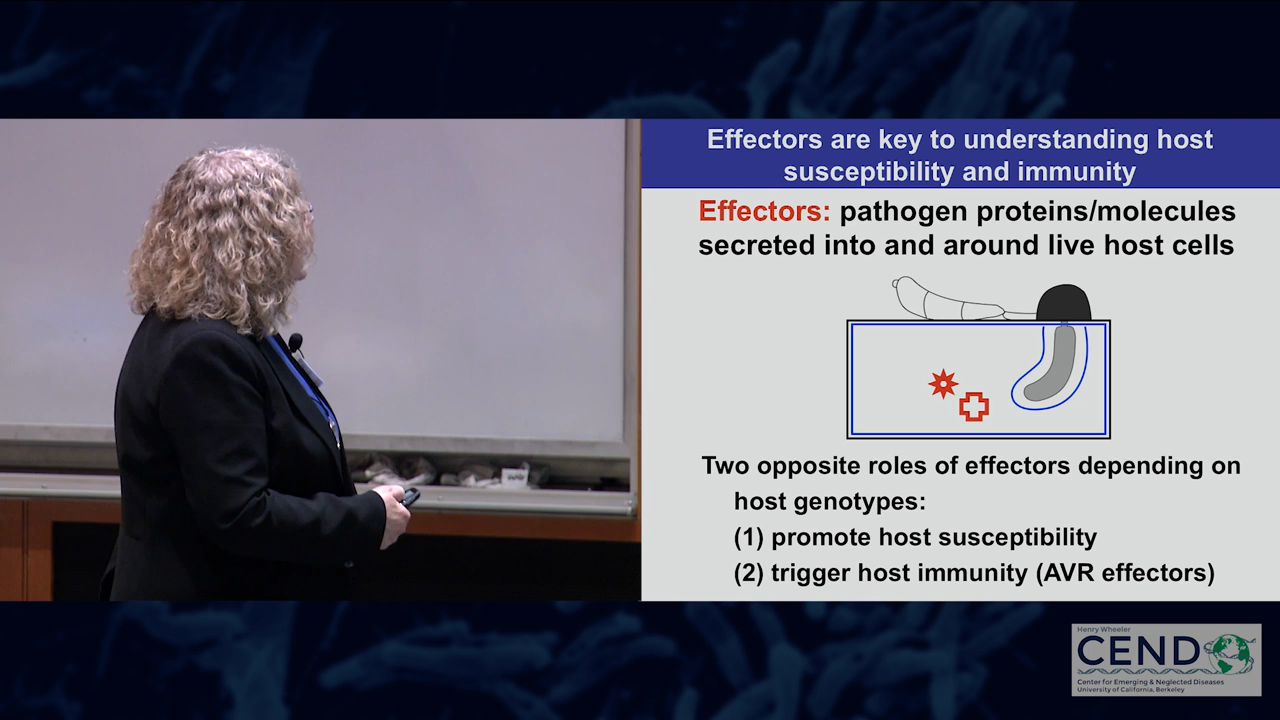 Effectors are key to understanding host
susceptibility and immunity
Effectors: pathogen proteins/molecules
secreted into and around live host cells
Two opposite roles of effectors depending on
host genotypes:
(1) promote host susceptibility
(2) trigger host immunity (AVR effectors)
Henry Wheeler
CEND
Center for Emerging & Neglected Diseases
University of California, Berkeley